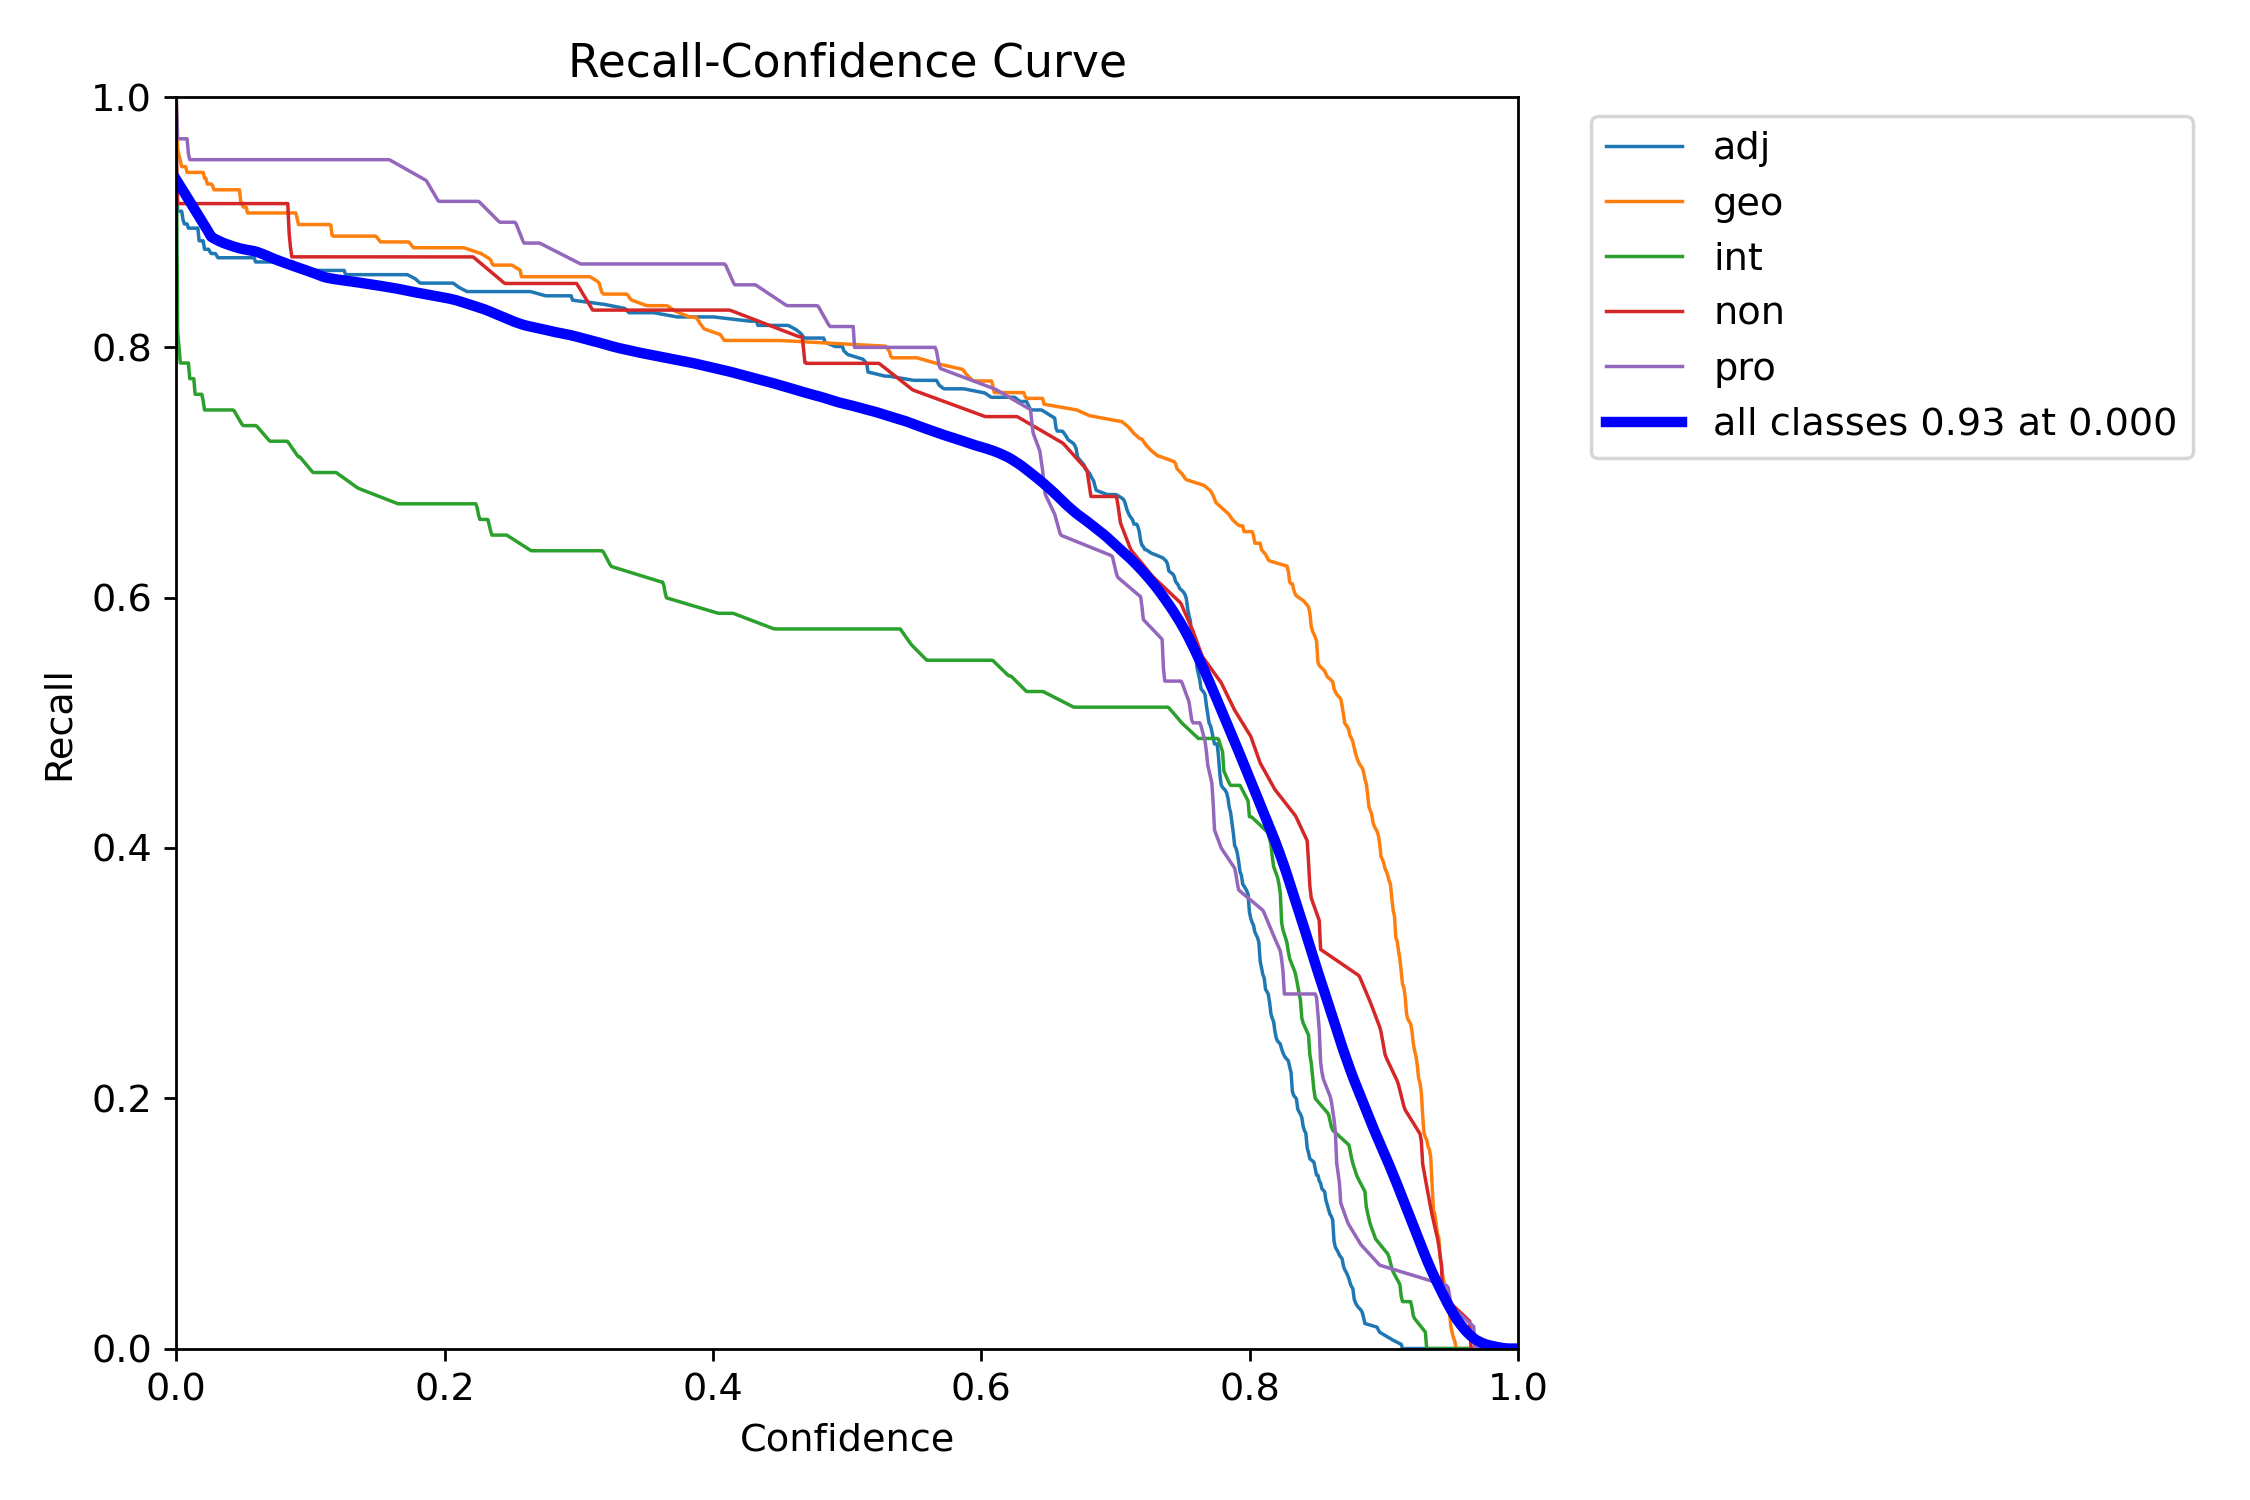 Recall-Confidence Curve
1.0
0.8
0.6
0.4
0.2
0.0
Recall
0.0 0.2 0.4 0.6 0.8 1.0
Confidence
adj
geo
int
non
pro
all classes 0.93 at 0.000